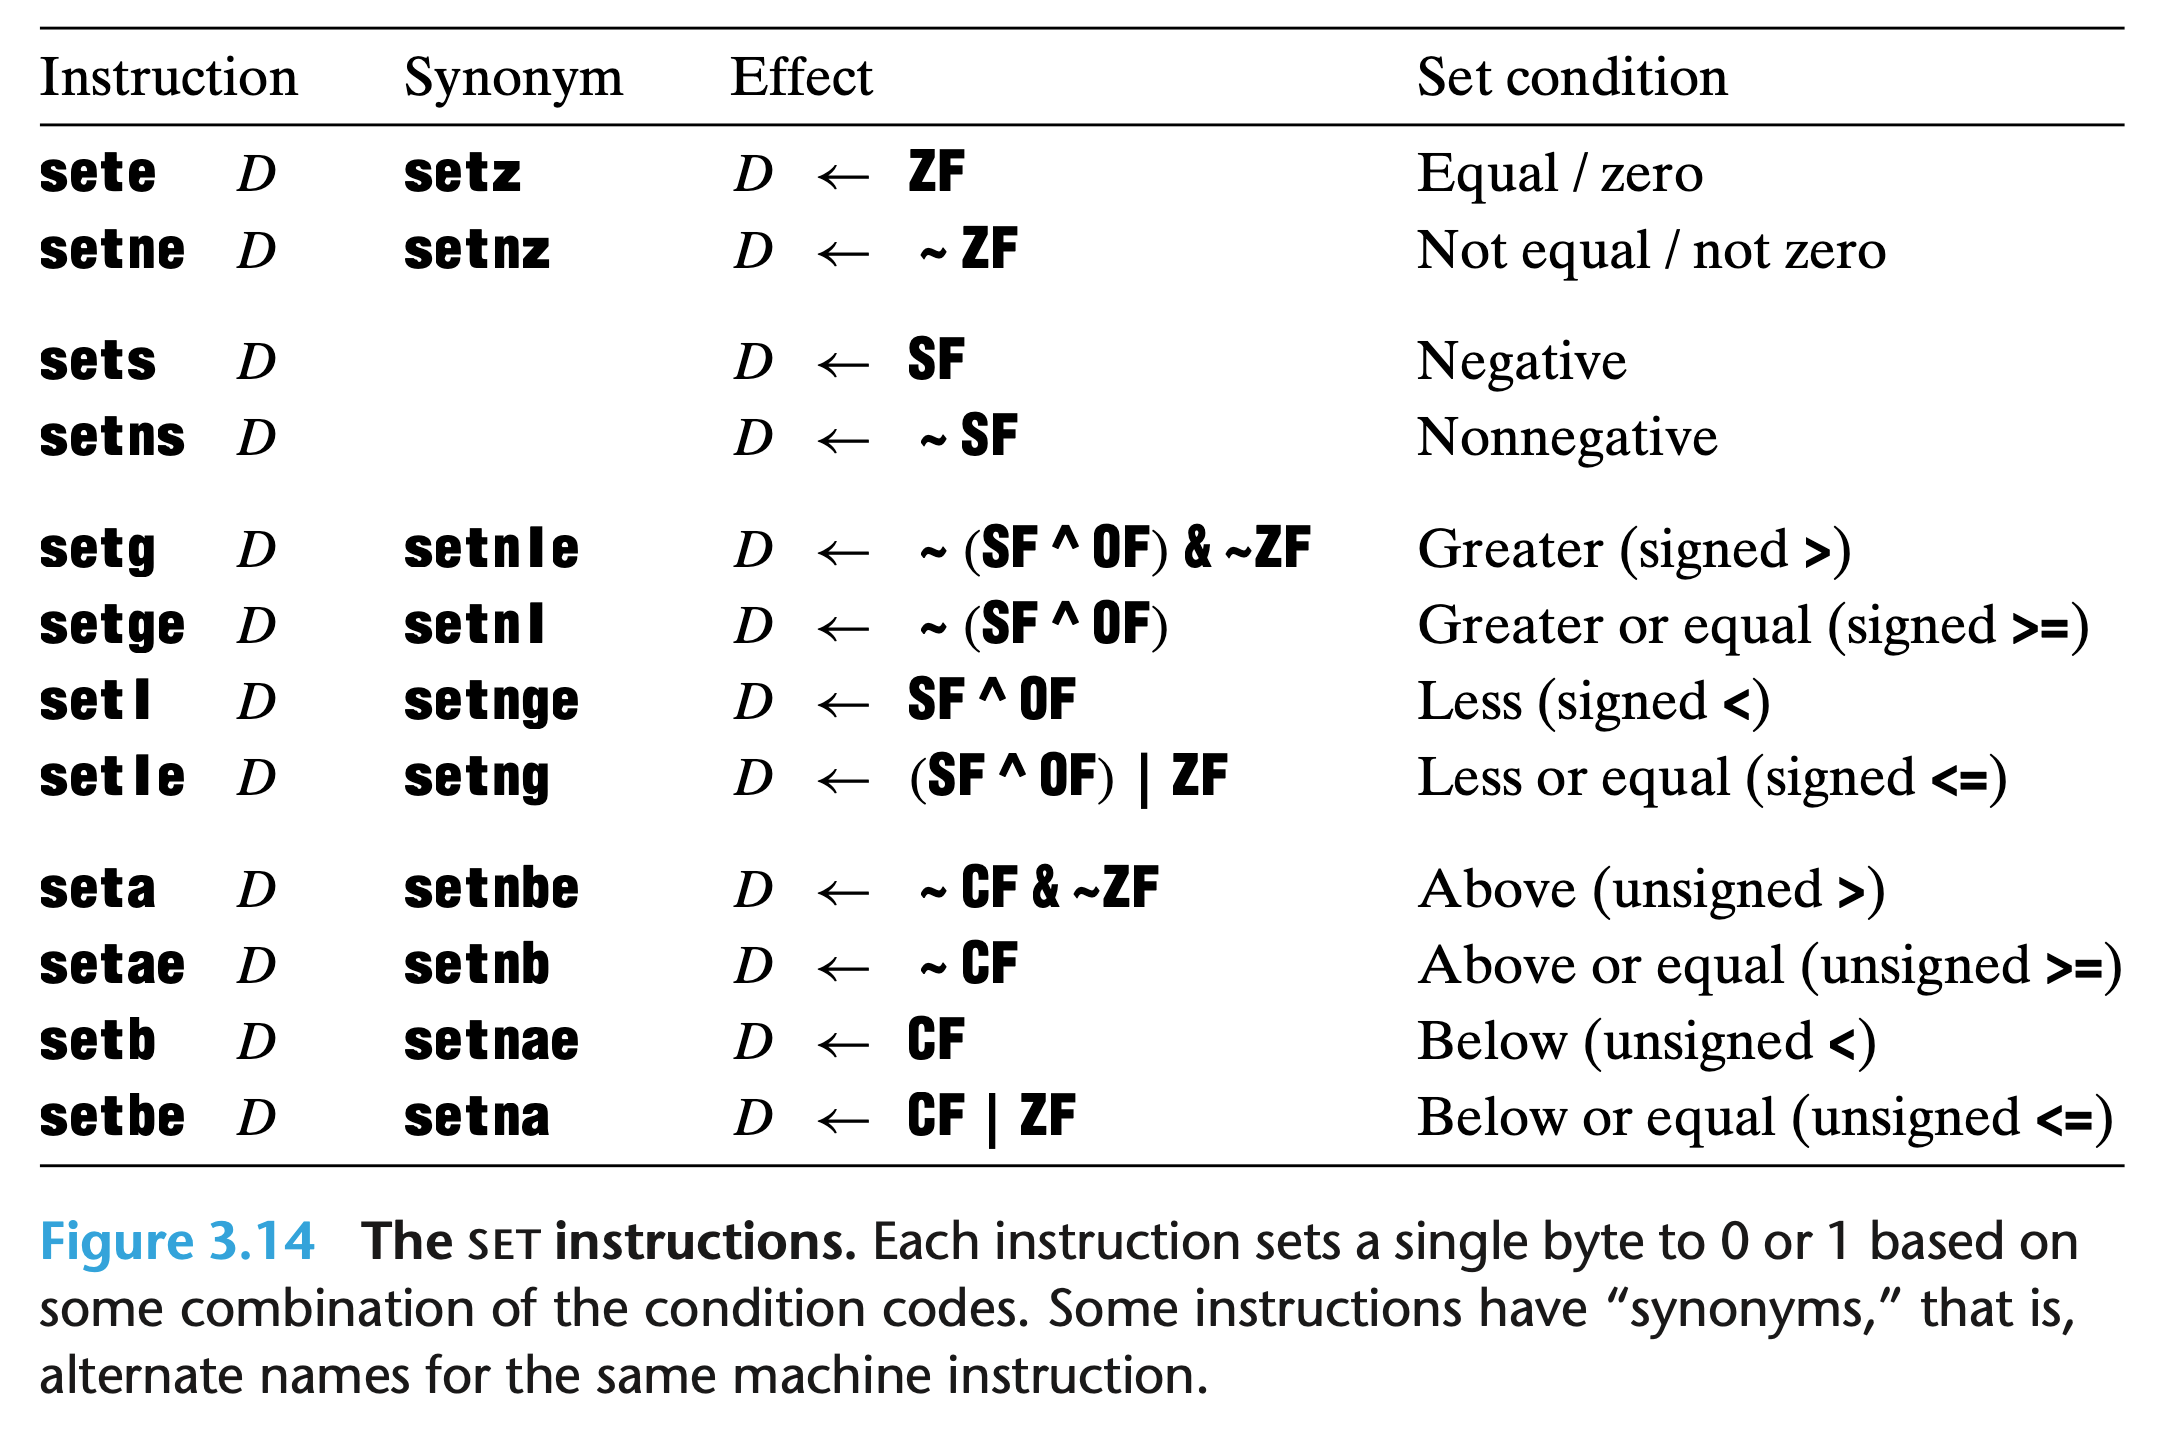 Instruction Synonym Effect Set condition
sete D setz D ← ZF Equal / zero
setne D setnz D ← ~ ZF Not equal / not zero
sets D D ← SF Negative
setns D D ← ~ SF Nonnegative
setg D setnle D ← ~ (SF ^ OF) & ~ZF Greater (signed >)
setge D setnl D ← ~ (SF ^ OF) Greater or equal (signed >=)
setl D setnge D ← SF ^ OF Less (signed <)
setle D setng D ← (SF ^ OF) | ZF Less or equal (signed <=)
seta D setnbe D ← ~ CF & ~ZF Above (unsigned >)
setae D setnb D ← ~ CF Above or equal (unsigned >=)
setb D setnae D ← CF Below (unsigned <)
setbe D setna D ← CF | ZF Below or equal (unsigned <=)
Figure 3.14 The SET instructions. Each instruction sets a single byte to 0 or 1 based on
some combination of the condition codes. Some instructions have “synonyms,” that is,
alternate names for the same machine instruction.